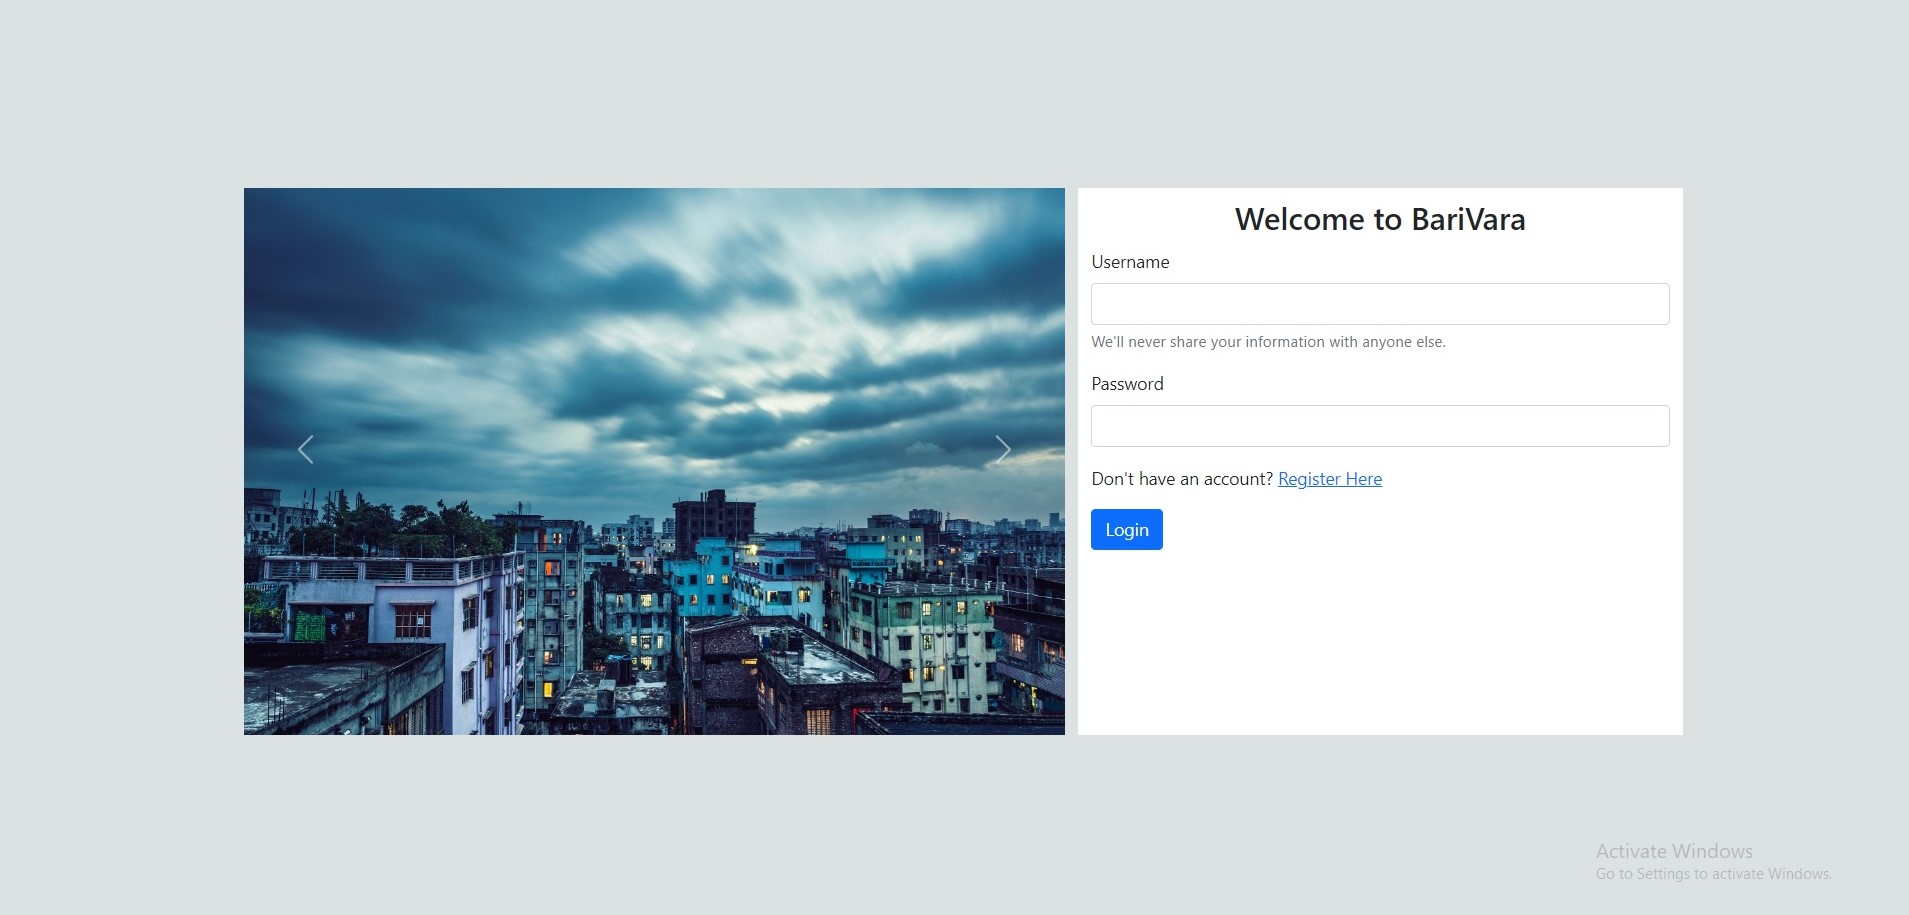 Welcome to BariVara
Username
We'll never share your information with anyone else.
Password
Don't have an account? Register Here
Login
Activate Windows
Go to Settings to activate Windows.